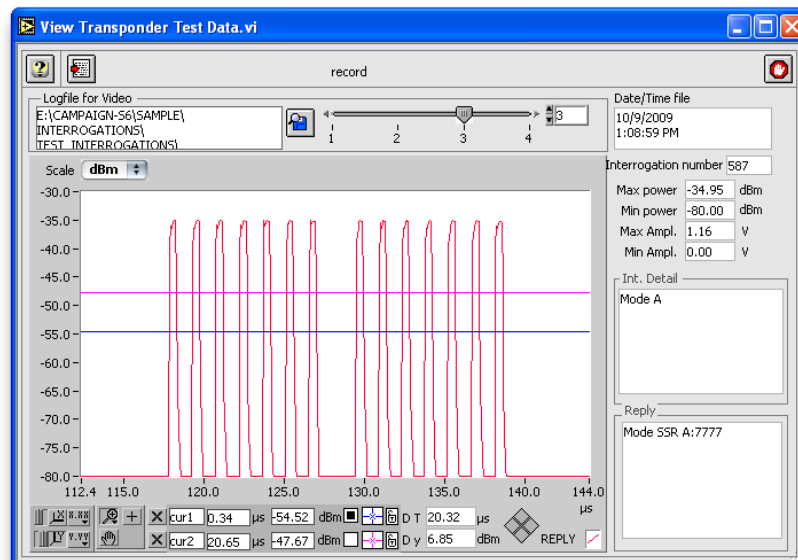 View Transponder Test Data.vi
record
Logfile for Video
E:\CAMPAIGN-S6\SAMPLE\
INTERROGATIONS\
TEST_INTERROGATIONS\
1 2 3 4
3
Date/Time file
10/9/2009
1:08:59 PM
Interrogation number 587
Max power -34.95 dBm
Min power -80.00 dBm
Max Ampl. 1.16 V
Min Ampl. 0.00 V
Scale dBm
-30.0
-35.0
-40.0
-45.0
-50.0
-55.0
-60.0
-65.0
-70.0
-75.0
-80.0
112.4 115.0 120.0 125.0 130.0 135.0 140.0 144.0
µs
Int. Detail
Mode A
Reply
Mode SSR A:7777
X X.XX
Y Y.YY
cur1 0.34 µs -54.52 dBm D T 20.32 µs
cur2 20.65 µs -47.67 dBm D y 6.85 dBm REPLY